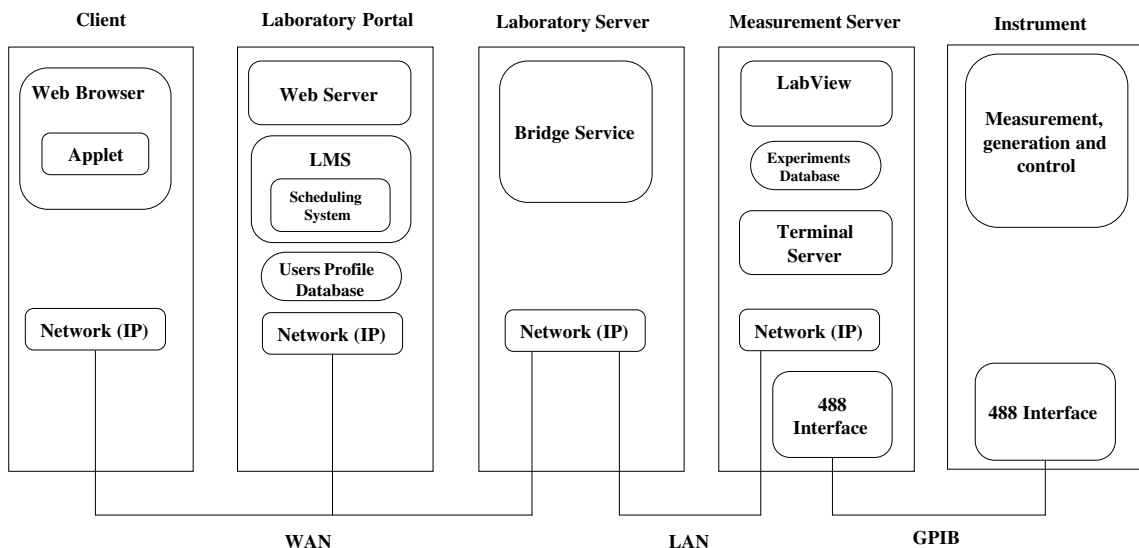 Client
Laboratory Portal
Laboratory Server
Measurement Server
Instrument
Web Browser
Applet
Network (IP)
Web Server
LMS
Scheduling
System
Users Profile
Database
Network (IP)
Bridge Service
Network (IP)
LabView
Experiments
Database
Terminal
Server
Network (IP)
488
Interface
Measurement,
generation and
control
488 Interface
WAN
LAN
GPIB